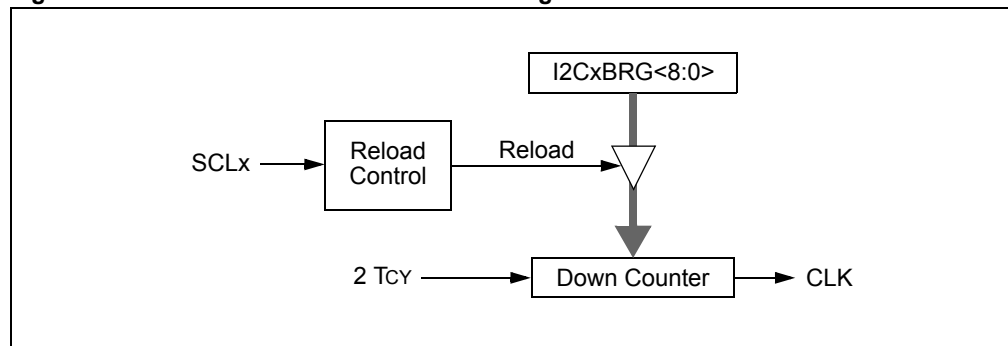 I2CxBRG<8:0>
SCLx
Reload
Control
Reload
2 TCY
Down Counter
CLK